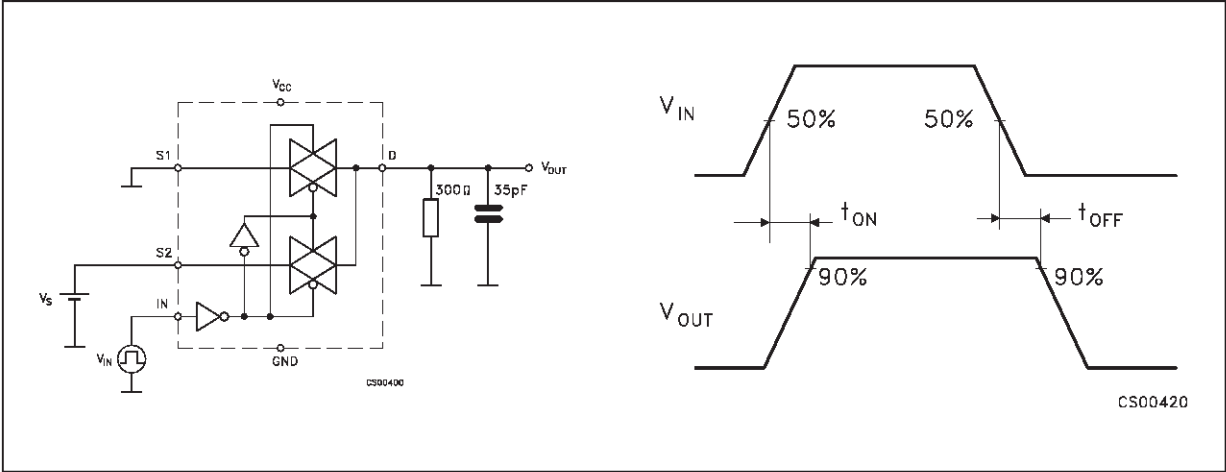 VCC
S1
D
VOUT
300Ω
35pF
S2
VS
IN
VIN
GND
CS00400
VIN
50%
50%
tON
tOFF
90%
90%
VOUT
CS00420